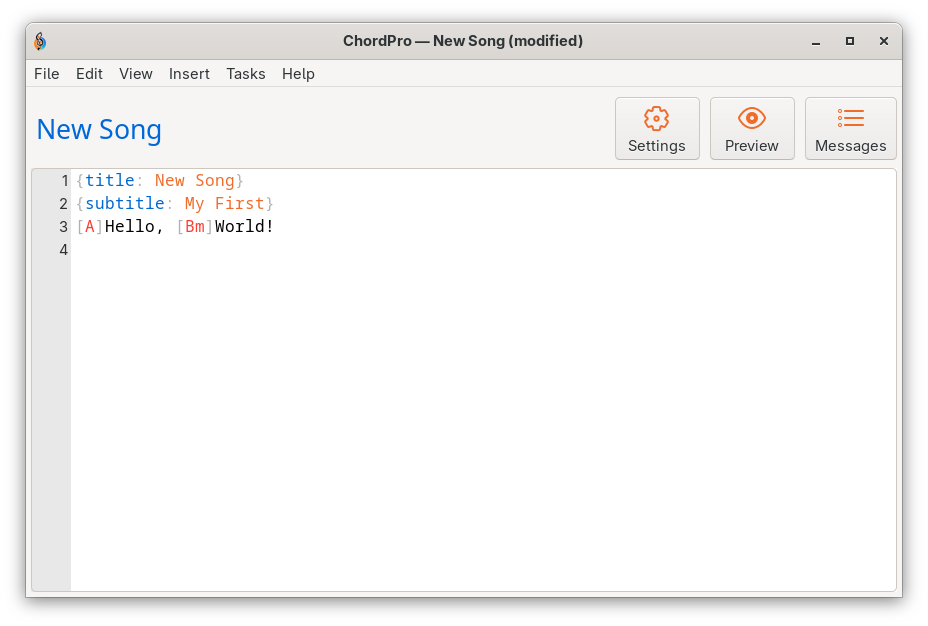 ChordPro — New Song (modified)
File Edit View Insert Tasks Help
New Song
Settings Preview Messages
1 {title: New Song}
2 {subtitle: My First}
3 [A]Hello, [Bm]World!
4